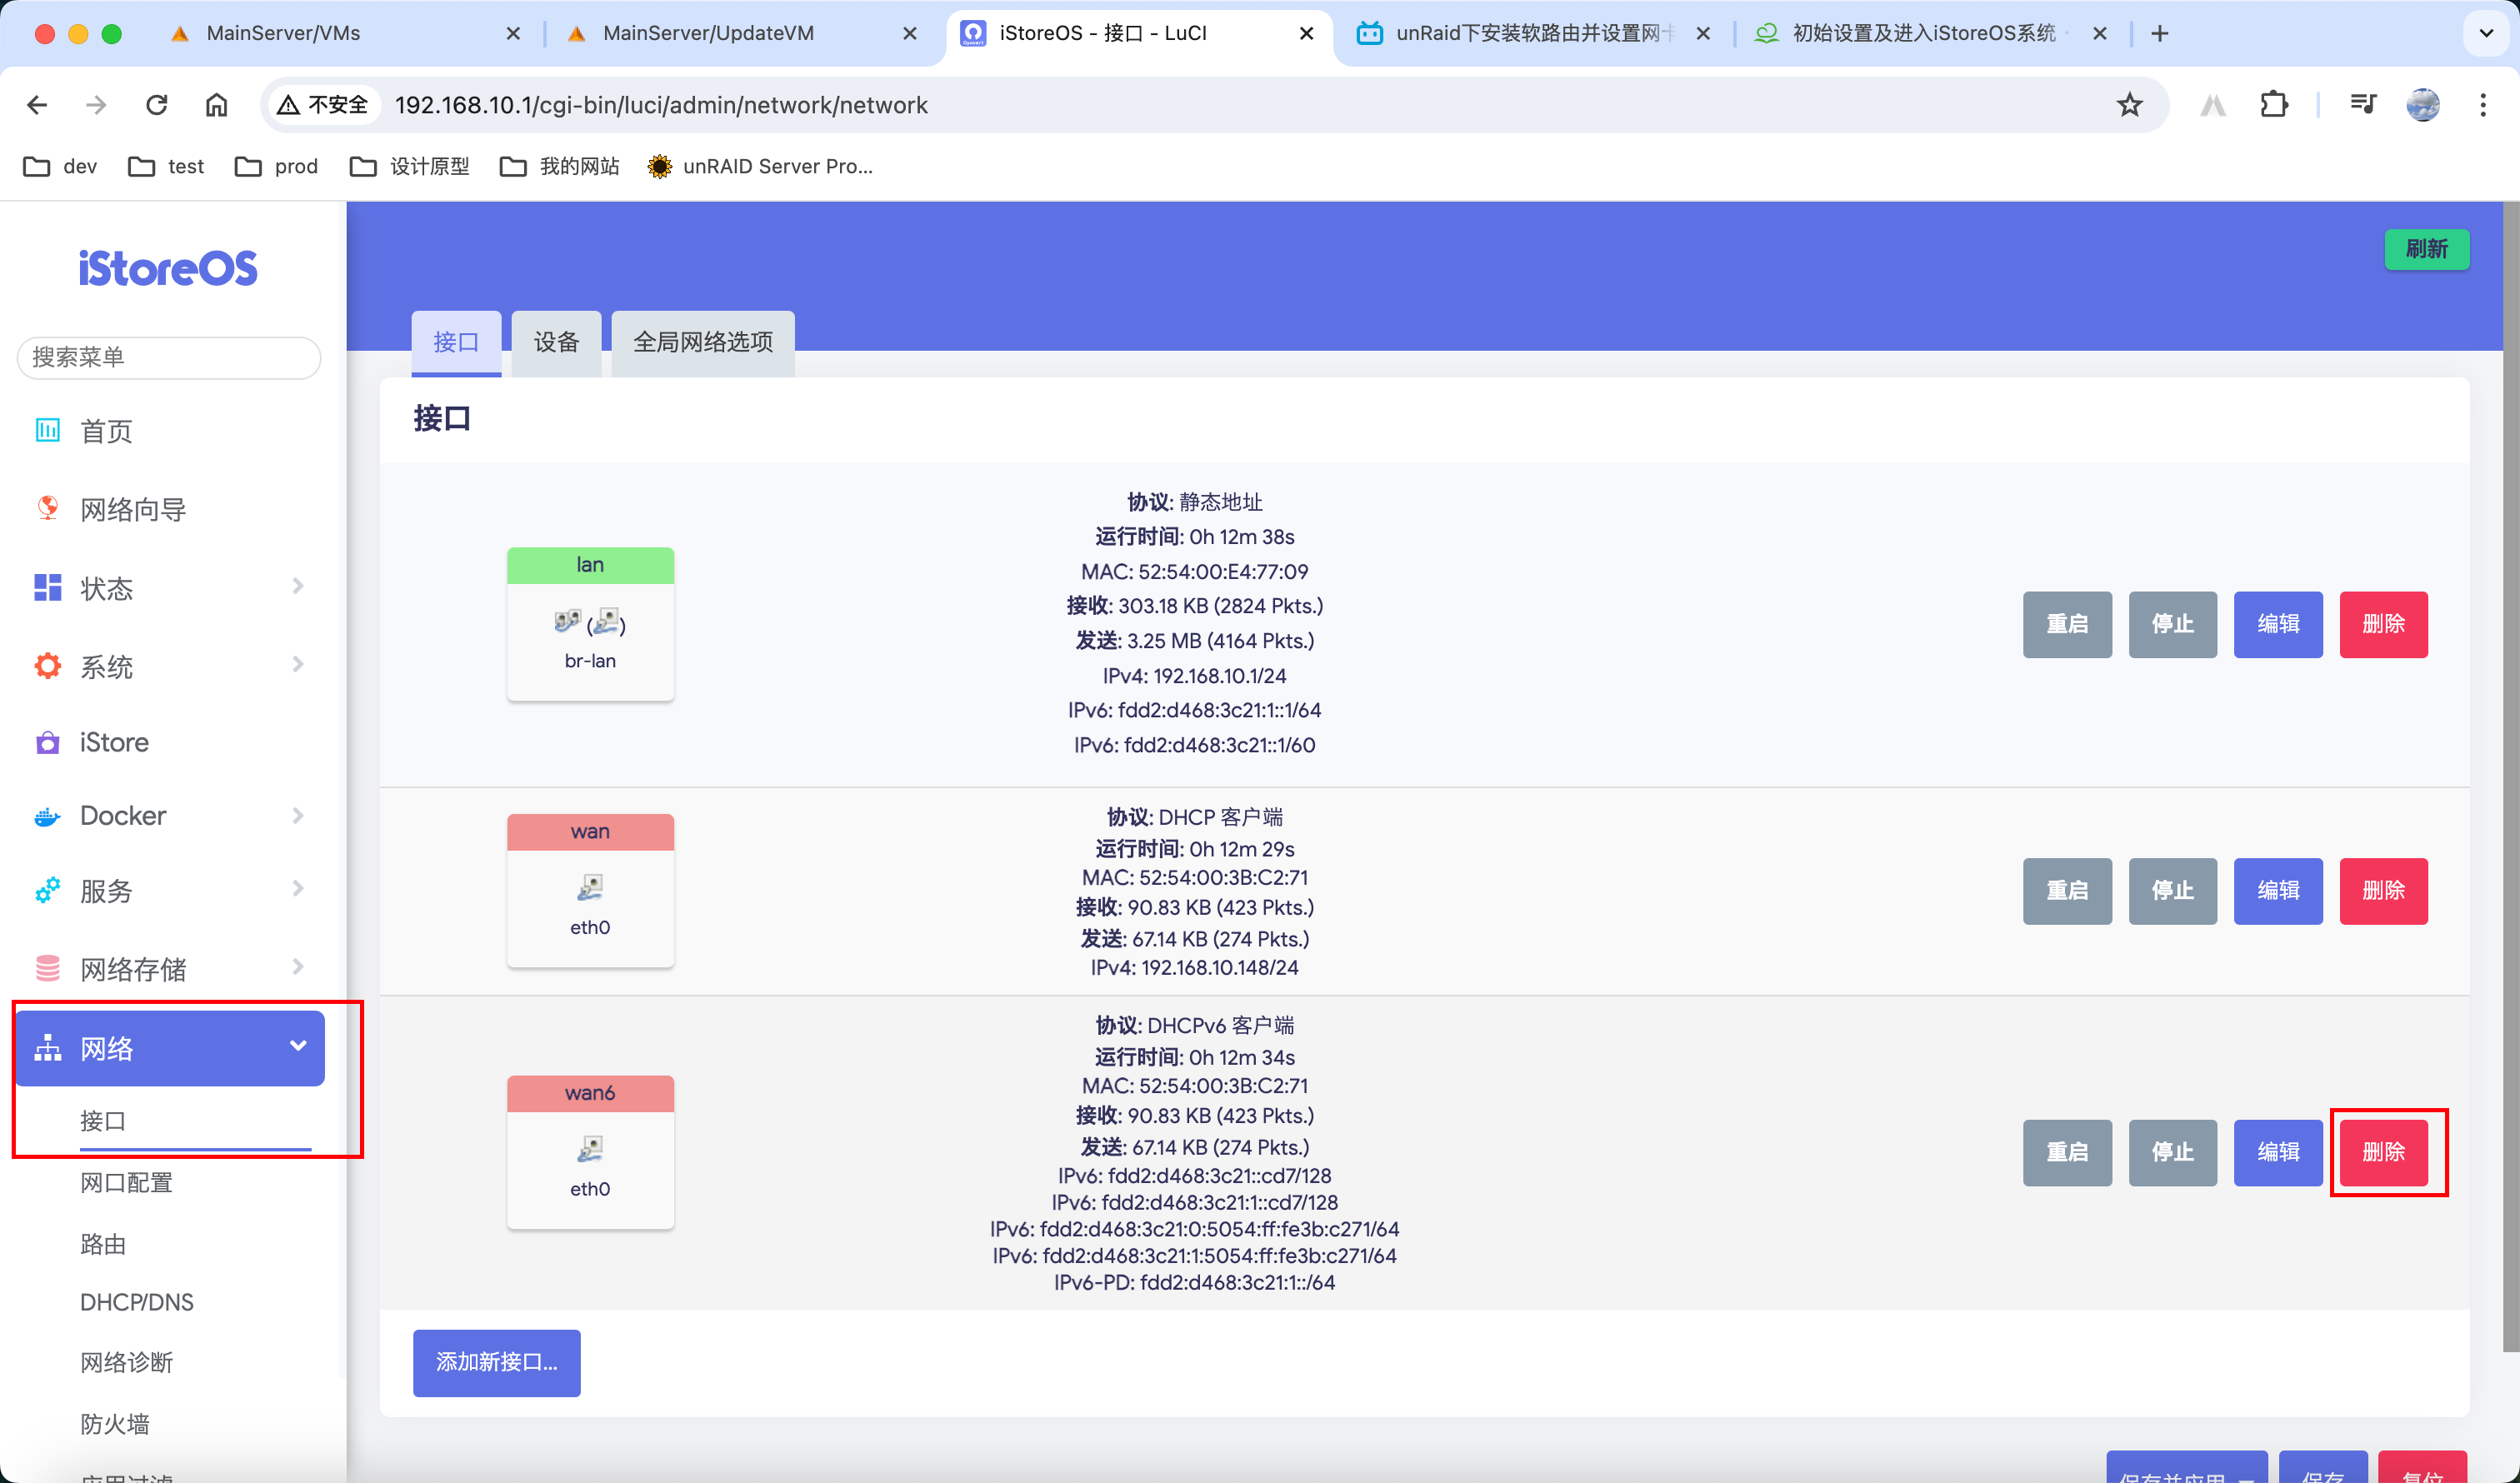 MainServer/VMs
MainServer/UpdateVM
iStoreOS - 接口 - LuCI
unRaid下安装软路由并设置网卡
初始设置及进入iStoreOS系统
不安全
192.168.10.1/cgi-bin/luci/admin/network/network
dev
test
prod
设计原型
我的网站
unRAID Server Pro...
iStoreOS
搜索菜单
首页
网络向导
状态
系统
iStore
Docker
服务
网络存储
网络
接口
网口配置
路由
DHCP/DNS
网络诊断
防火墙
应用过滤
刷新
接口
设备
全局网络选项
接口
lan
br-lan
协议: 静态地址
运行时间: 0h 12m 38s
MAC: 52:54:00:E4:77:09
接收: 303.18 KB (2824 Pkts.)
发送: 3.25 MB (4164 Pkts.)
IPv4: 192.168.10.1/24
IPv6: fdd2:d468:3c21:1::1/64
IPv6: fdd2:d468:3c21::1/60
重启
停止
编辑
删除
wan
eth0
协议: DHCP 客户端
运行时间: 0h 12m 29s
MAC: 52:54:00:3B:C2:71
接收: 90.83 KB (423 Pkts.)
发送: 67.14 KB (274 Pkts.)
IPv4: 192.168.10.148/24
重启
停止
编辑
删除
wan6
eth0
协议: DHCPv6 客户端
运行时间: 0h 12m 34s
MAC: 52:54:00:3B:C2:71
接收: 90.83 KB (423 Pkts.)
发送: 67.14 KB (274 Pkts.)
IPv6: fdd2:d468:3c21::cd7/128
IPv6: fdd2:d468:3c21:1::cd7/128
IPv6: fdd2:d468:3c21:0:5054:ff:fe3b:c271/64
IPv6: fdd2:d468:3c21:1:5054:ff:fe3b:c271/64
IPv6-PD: fdd2:d468:3c21:1::/64
重启
停止
编辑
删除
添加新接口...
保存并应用
保存
复位